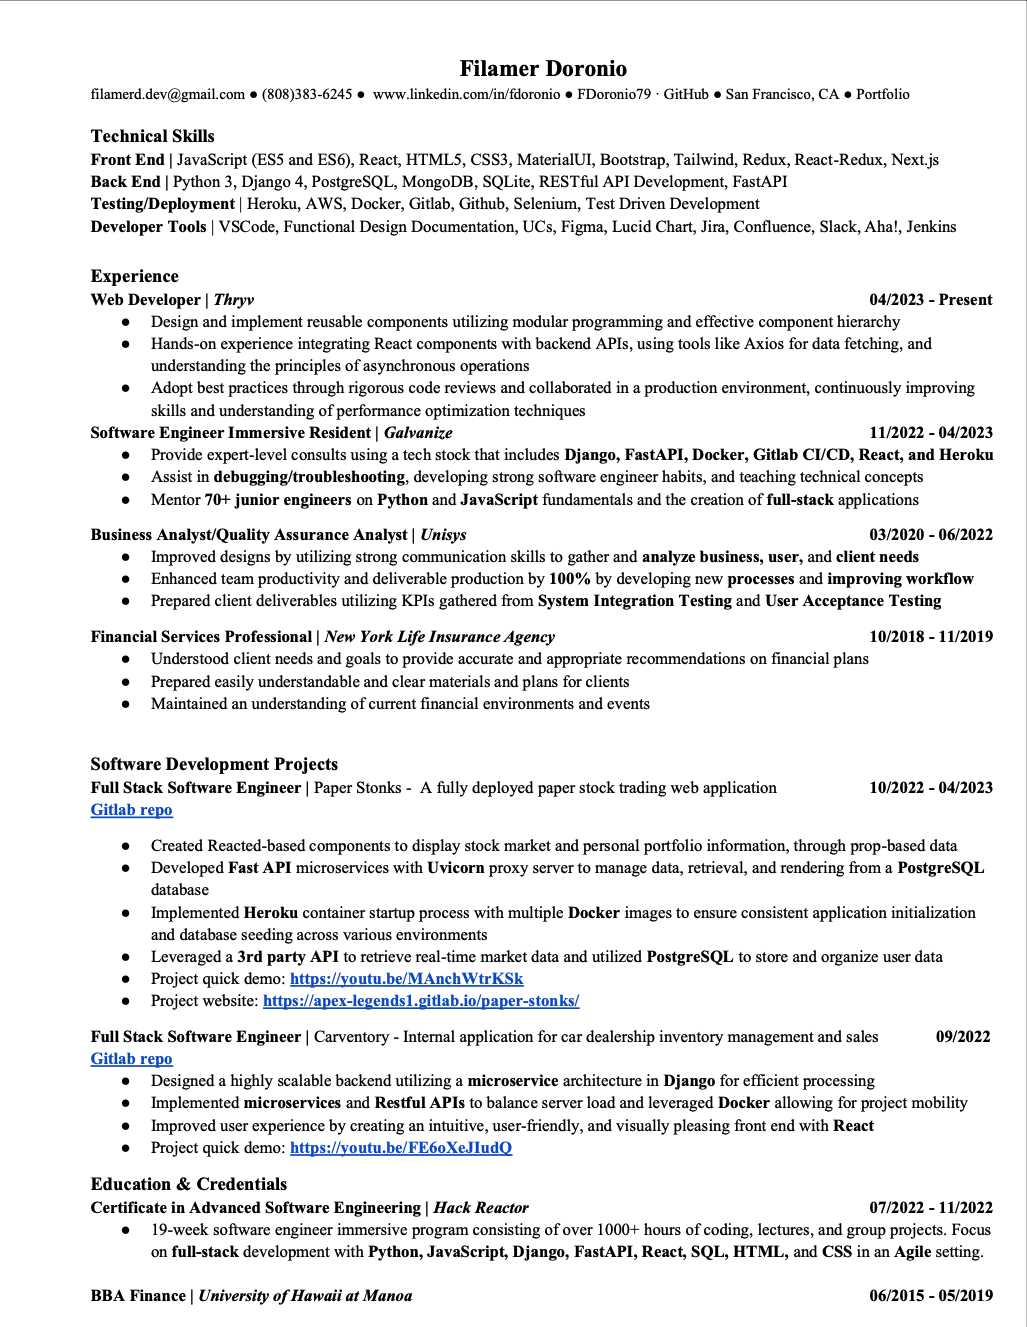 Filamer Doronio
filamerd.dev@gmail.com ● (808)383-6245 ● www.linkedin.com/in/fdoronio ● FDoronio79 · GitHub ● San Francisco, CA ● Portfolio
Technical Skills
Front End | JavaScript (ES5 and ES6), React, HTML5, CSS3, MaterialUI, Bootstrap, Tailwind, Redux, React-Redux, Next.js
Back End | Python 3, Django 4, PostgreSQL, MongoDB, SQLite, RESTful API Development, FastAPI
Testing/Deployment | Heroku, AWS, Docker, Gitlab, Github, Selenium, Test Driven Development
Developer Tools | VSCode, Functional Design Documentation, UCs, Figma, Lucid Chart, Jira, Confluence, Slack, Aha!, Jenkins
Experience
Web Developer | Thryv 04/2023 - Present
● Design and implement reusable components utilizing modular programming and effective component hierarchy
● Hands-on experience integrating React components with backend APIs, using tools like Axios for data fetching, and
understanding the principles of asynchronous operations
● Adopt best practices through rigorous code reviews and collaborated in a production environment, continuously improving
skills and understanding of performance optimization techniques
Software Engineer Immersive Resident | Galvanize 11/2022 - 04/2023
● Provide expert-level consults using a tech stack that includes Django, FastAPI, Docker, Gitlab CI/CD, React, and Heroku
● Assist in debugging/troubleshooting, developing strong software engineer habits, and teaching technical concepts
● Mentor 70+ junior engineers on Python and JavaScript fundamentals and the creation of full-stack applications
Business Analyst/Quality Assurance Analyst | Unisys 03/2020 - 06/2022
● Improved designs by utilizing strong communication skills to gather and analyze business, user, and client needs
● Enhanced team productivity and deliverable production by 100% by developing new processes and improving workflow
● Prepared client deliverables utilizing KPIs gathered from System Integration Testing and User Acceptance Testing
Financial Services Professional | New York Life Insurance Agency 10/2018 - 11/2019
● Understood client needs and goals to provide accurate and appropriate recommendations on financial plans
● Prepared easily understandable and clear materials and plans for clients
● Maintained an understanding of current financial environments and events
Software Development Projects
Full Stack Software Engineer | Paper Stonks - A fully deployed paper stock trading web application 10/2022 - 04/2023
Gitlab repo
● Created Reacted-based components to display stock market and personal portfolio information, through prop-based data
● Developed Fast API microservices with Uvicorn proxy server to manage data, retrieval, and rendering from a PostgreSQL
database
● Implemented Heroku container startup process with multiple Docker images to ensure consistent application initialization
and database seeding across various environments
● Leveraged a 3rd party API to retrieve real-time market data and utilized PostgreSQL to store and organize user data
● Project quick demo: https://youtu.be/MAnchWtrKSk
● Project website: https://apex-legends1.gitlab.io/paper-stonks/
Full Stack Software Engineer | Carventory - Internal application for car dealership inventory management and sales 09/2022
Gitlab repo
● Designed a highly scalable backend utilizing a microservice architecture in Django for efficient processing
● Implemented microservices and Restful APIs to balance server load and leveraged Docker allowing for project mobility
● Improved user experience by creating an intuitive, user-friendly, and visually pleasing front end with React
● Project quick demo: https://youtu.be/FE6oXeJIudQ
Education & Credentials
Certificate in Advanced Software Engineering | Hack Reactor 07/2022 - 11/2022
● 19-week software engineer immersive program consisting of over 1000+ hours of coding, lectures, and group projects. Focus
on full-stack development with Python, JavaScript, Django, FastAPI, React, SQL, HTML, and CSS in an Agile setting.
BBA Finance | University of Hawaii at Manoa 06/2015 - 05/2019